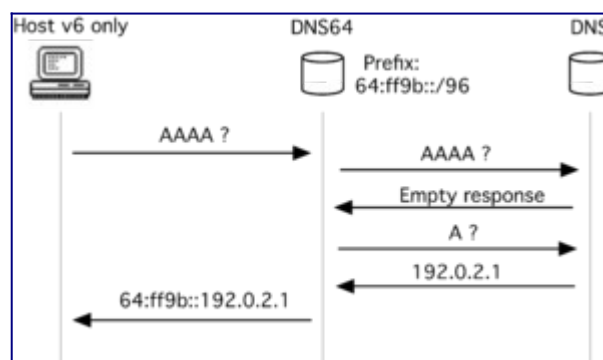 Host v6 only
DNS64
DNS
Prefix:
64:ff9b::/96
AAAA ?
AAAA ?
Empty response
A ?
192.0.2.1
64:ff9b::192.0.2.1